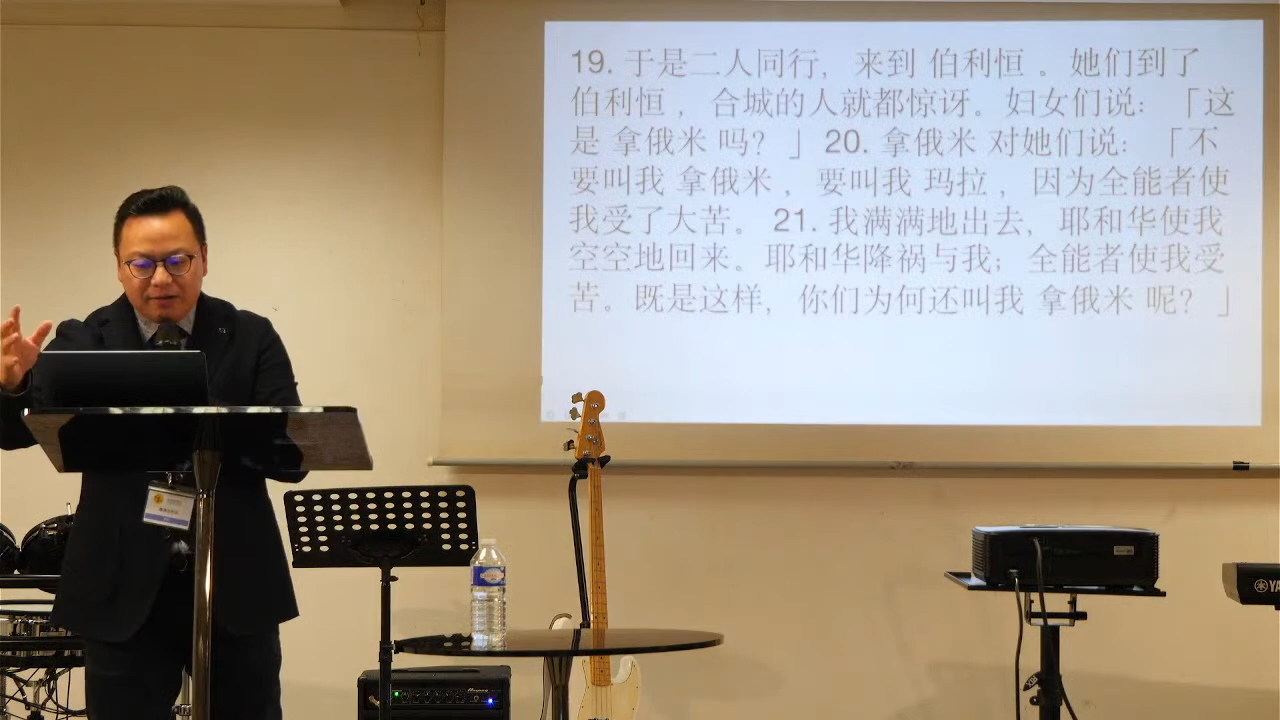 19. 于是二人同行，来到 伯利恒 。她们到了
伯利恒 ，合城的人就都惊讶。妇女们说：「这
是 拿俄米 吗？」20. 拿俄米 对她们说：「不
要叫我 拿俄米 ，要叫我 玛拉 ，因为全能者使
我受了大苦。21. 我满满地出去，耶和华使我
空空地回来。耶和华降祸与我；全能者使我受
苦。既是这样，你们为何还叫我 拿俄米 呢？」
Ampeg
YA